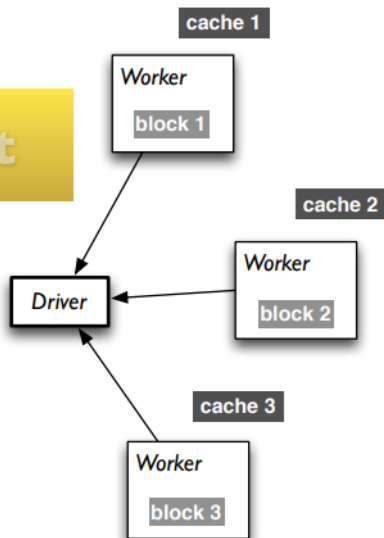 cache 1
Worker
block 1
t
cache 2
Worker
block 2
Driver
cache 3
Worker
block 3